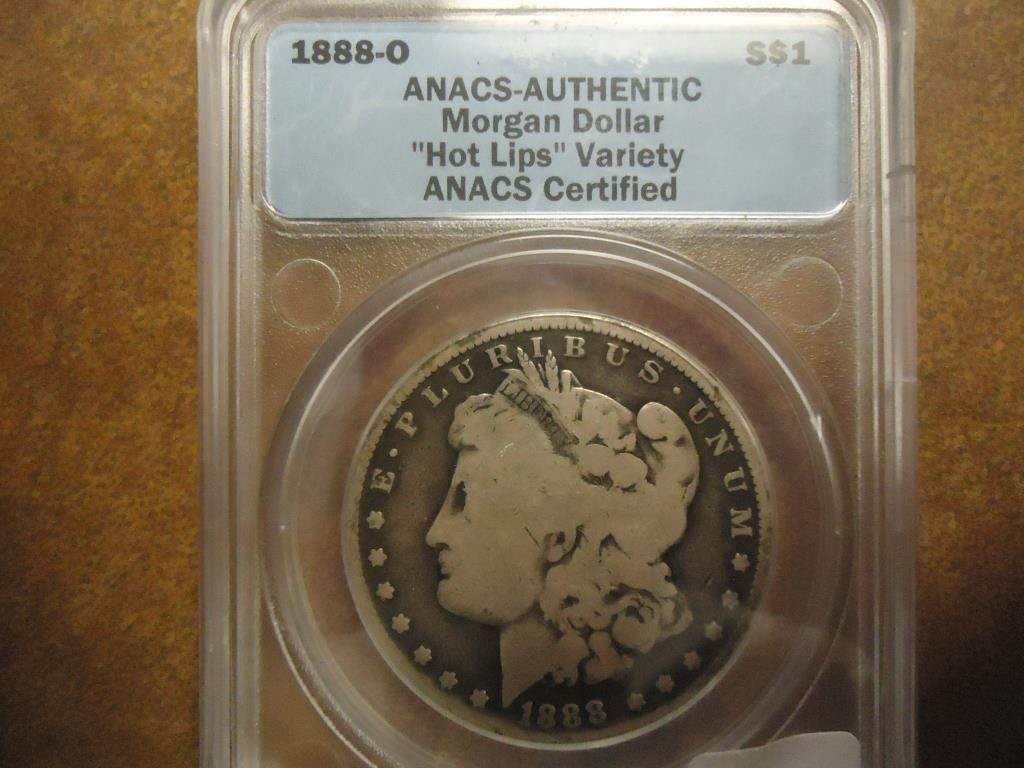 1888-O S$1
ANACS-AUTHENTIC
Morgan Dollar
"Hot Lips" Variety
ANACS Certified
E·PLURIBUS·UNUM
LIBERTY
1888